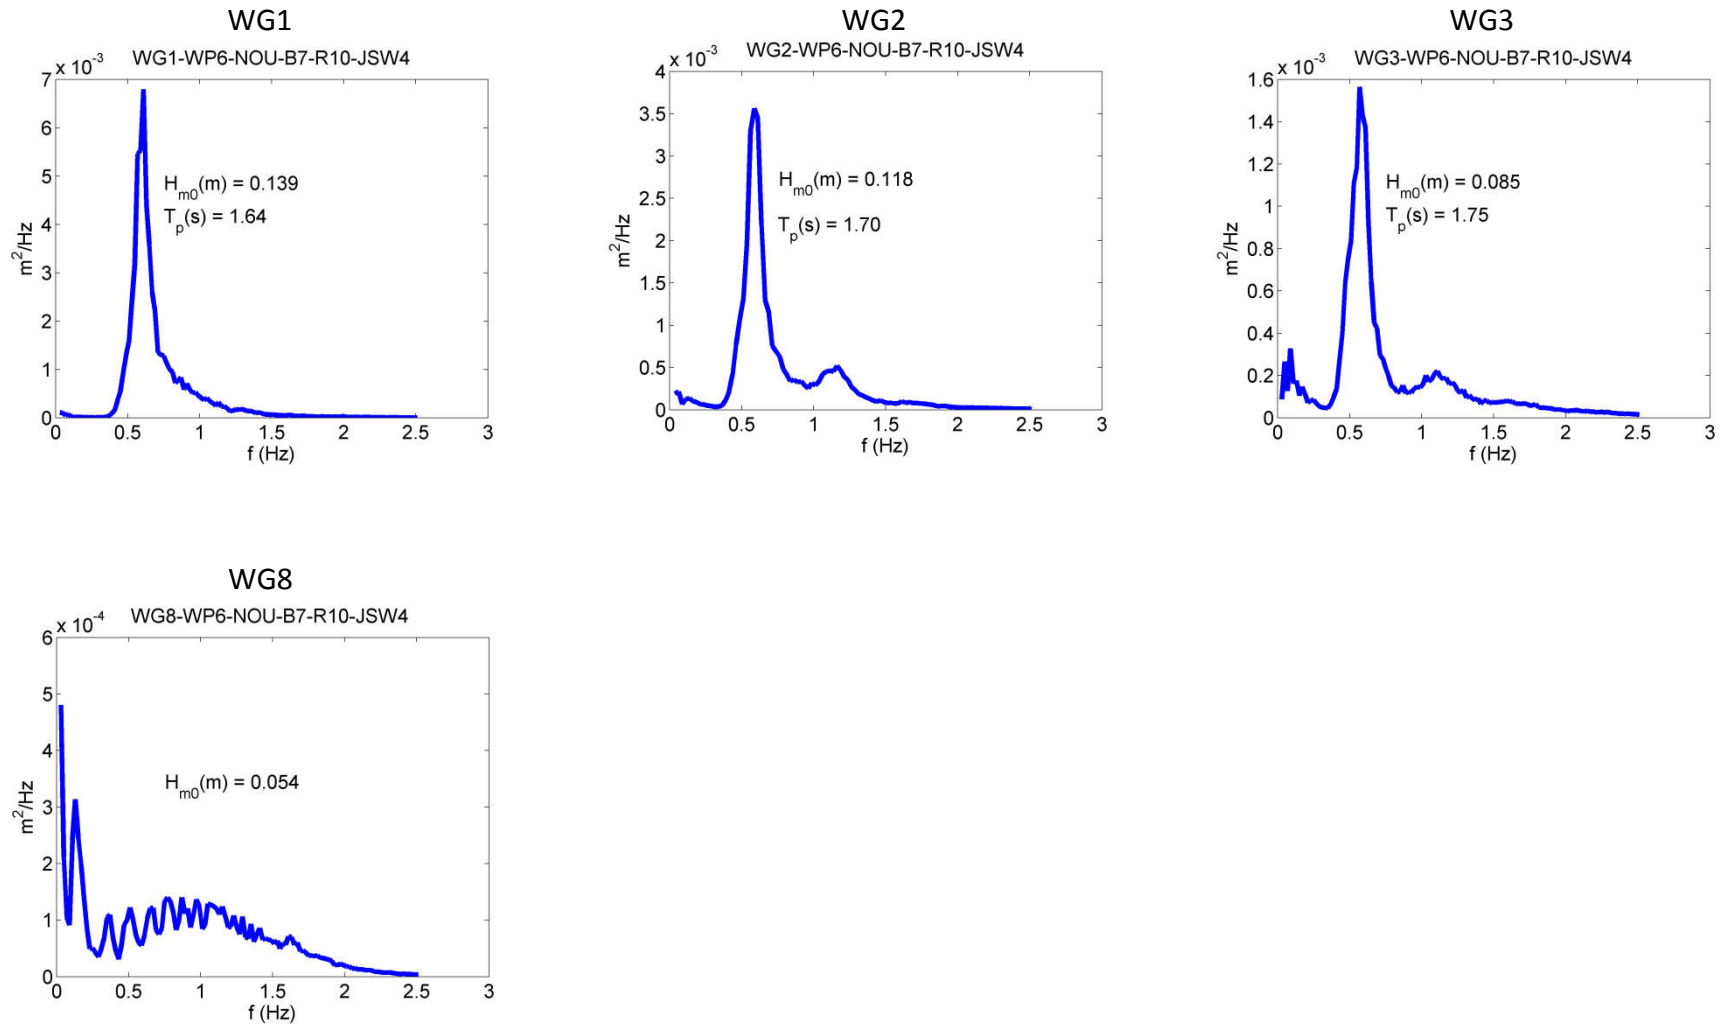 WG1
WG1-WP6-NOU-B7-R10-JSW4
x 10-3
7
6
5
4
3
2
1
0
m2/Hz
Hm0(m) = 0.139
Tp(s) = 1.64
0 0.5 1 1.5 2 2.5 3
f (Hz)
WG2
WG2-WP6-NOU-B7-R10-JSW4
x 10-3
4
3.5
3
2.5
2
1.5
1
0.5
0
m2/Hz
Hm0(m) = 0.118
Tp(s) = 1.70
0 0.5 1 1.5 2 2.5 3
f (Hz)
WG3
WG3-WP6-NOU-B7-R10-JSW4
x 10-3
1.6
1.4
1.2
1
0.8
0.6
0.4
0.2
0
m2/Hz
Hm0(m) = 0.085
Tp(s) = 1.75
0 0.5 1 1.5 2 2.5 3
f (Hz)
WG8
WG8-WP6-NOU-B7-R10-JSW4
x 10-4
6
5
4
3
2
1
0
m2/Hz
Hm0(m) = 0.054
0 0.5 1 1.5 2 2.5 3
f (Hz)